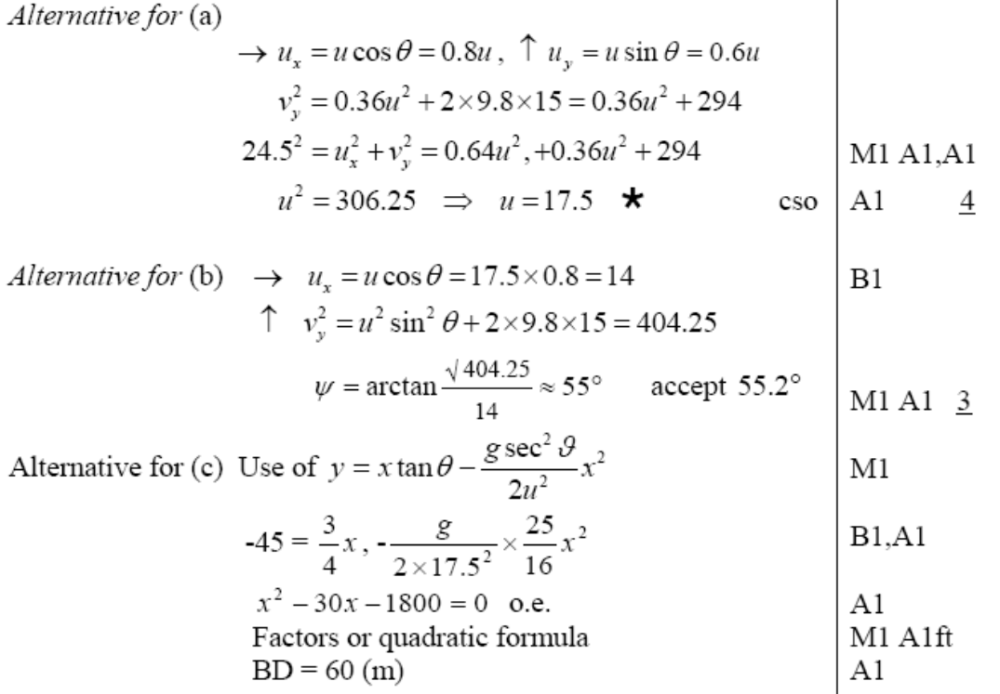 Alternative for (a)
→ u_x = u cos θ = 0.8u , ↑ u_y = u sin θ = 0.6u
v_y² = 0.36u² + 2×9.8×15 = 0.36u² + 294
24.5² = u_x² + v_y² = 0.64u² ,+0.36u² + 294 M1 A1,A1
u² = 306.25 ⇒ u = 17.5 ★ cso A1 4
Alternative for (b) → u_x = u cos θ = 17.5×0.8 = 14 B1
↑ v_y² = u² sin² θ + 2×9.8×15 = 404.25
ψ = arctan √404.25/14 ≈ 55° accept 55.2° M1 A1 3
Alternative for (c) Use of y = x tan θ − (g sec² ϑ)/(2u²) x² M1
-45 = 3/4 x , - g/(2×17.5²) × 25/16 x² B1,A1
x² − 30x − 1800 = 0 o.e. A1
Factors or quadratic formula M1 A1ft
BD = 60 (m) A1